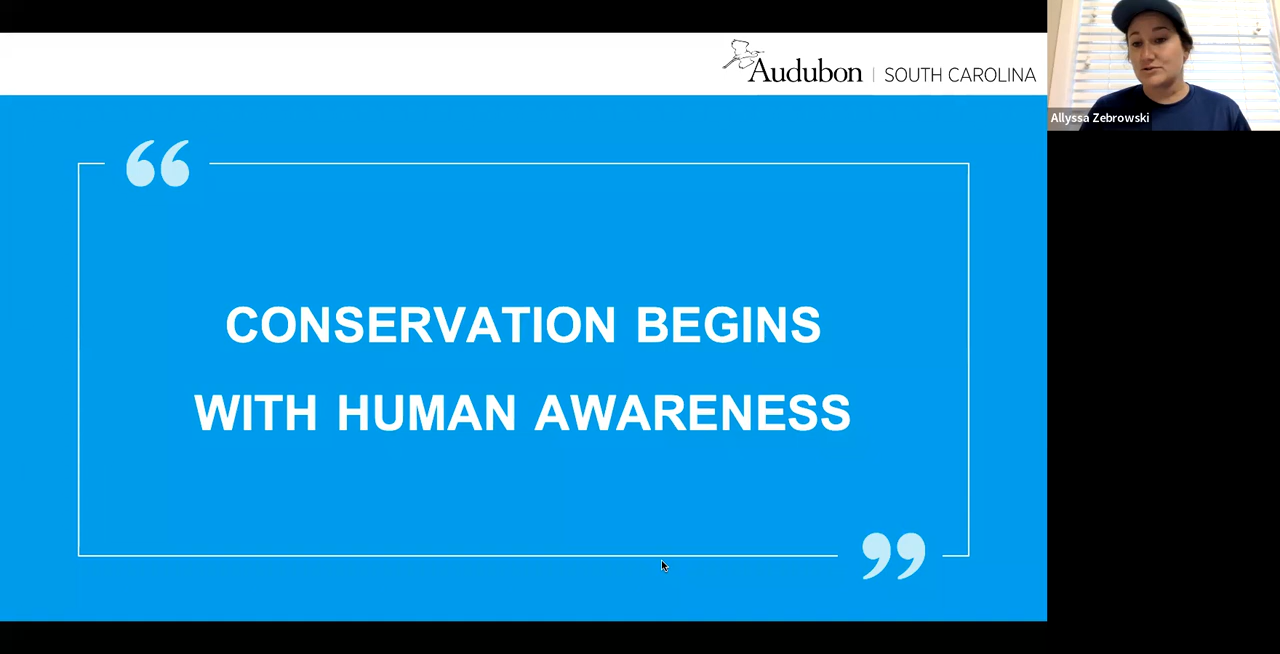 Audubon | SOUTH CAROLINA
Allyssa Zebrowski
“
CONSERVATION BEGINS
WITH HUMAN AWARENESS
”